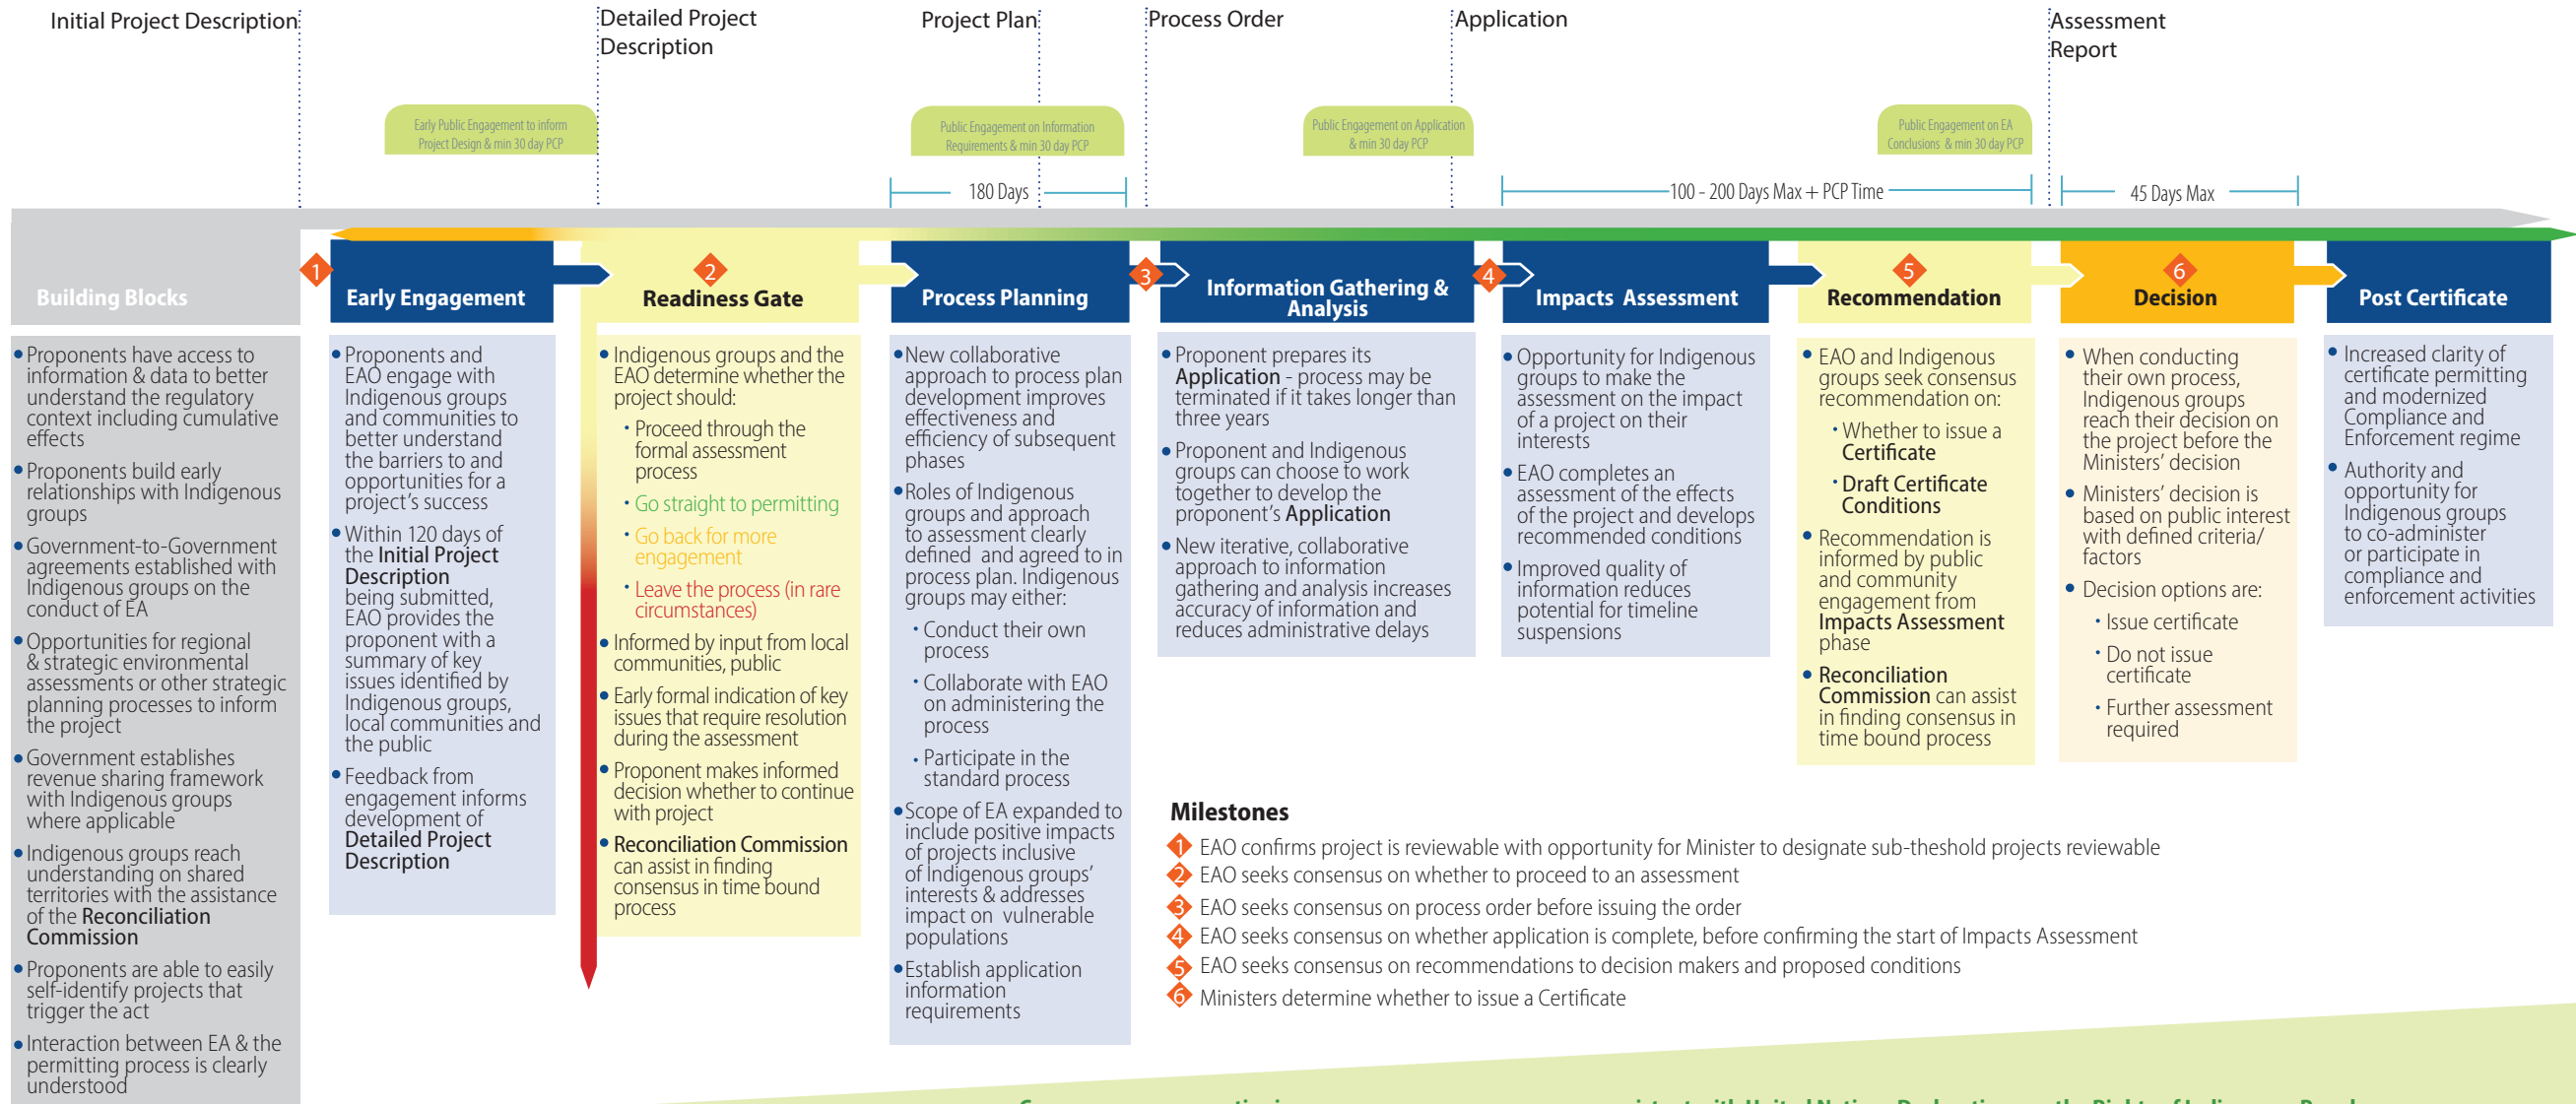 Initial Project Description
Detailed Project
Description
Project Plan
Process Order
Application
Assessment
Report
Early Public Engagement to inform
Project Design & min 30 day PCP
Public Engagement on Information
Requirements & min 30 day PCP
Public Engagement on Application
& min 30 day PCP
Public Engagement on EA
Conclusions & min 30 day PCP
180 Days
100 - 200 Days Max + PCP Time
45 Days Max
Building Blocks
• Proponents have access to
information & data to better
understand the regulatory
context including cumulative
effects
• Proponents build early
relationships with Indigenous
groups
• Government-to-Government
agreements established with
Indigenous groups on the
conduct of EA
• Opportunities for regional
& strategic environmental
assessments or other strategic
planning processes to inform
the project
• Government establishes
revenue sharing framework
with Indigenous groups
where applicable
• Indigenous groups reach
understanding on shared
territories with the assistance
of the Reconciliation
Commission
• Proponents are able to easily
self-identify projects that
trigger the act
• Interaction between EA & the
permitting process is clearly
understood
1
Early Engagement
• Proponents and
EAO engage with
Indigenous groups
and communities to
better understand
the barriers to and
opportunities for a
project's success
• Within 120 days of
the Initial Project
Description
being submitted,
EAO provides the
proponent with a
summary of key
issues identified by
Indigenous groups,
local communities and
the public
• Feedback from
engagement informs
development of
Detailed Project
Description
2
Readiness Gate
• Indigenous groups and the
EAO determine whether the
project should:
• Proceed through the
formal assessment
process
• Go straight to permitting
• Go back for more
engagement
• Leave the process (in rare
circumstances)
• Informed by input from local
communities, public
• Early formal indication of key
issues that require resolution
during the assessment
• Proponent makes informed
decision whether to continue
with project
• Reconciliation Commission
can assist in finding
consensus in time bound
process
Process Planning
• New collaborative
approach to process plan
development improves
effectiveness and
efficiency of subsequent
phases
• Roles of Indigenous
groups and approach
to assessment clearly
defined and agreed to in
process plan. Indigenous
groups may either:
• Conduct their own
process
• Collaborate with EAO
on administering the
process
• Participate in the
standard process
• Scope of EA expanded to
include positive impacts
of projects inclusive
of Indigenous groups'
interests & addresses
impact on vulnerable
populations
• Establish application
information
requirements
3
Information Gathering &
Analysis
• Proponent prepares its
Application - process may be
terminated if it takes longer than
three years
• Proponent and Indigenous
groups can choose to work
together to develop the
proponent's Application
• New iterative, collaborative
approach to information
gathering and analysis increases
accuracy of information and
reduces administrative delays
4
Impacts Assessment
• Opportunity for Indigenous
groups to make the
assessment on the impact
of a project on their
interests
• EAO completes an
assessment of the effects
of the project and develops
recommended conditions
• Improved quality of
information reduces
potential for timeline
suspensions
5
Recommendation
• EAO and Indigenous
groups seek consensus
recommendation on:
• Whether to issue a
Certificate
• Draft Certificate
Conditions
• Recommendation is
informed by public
and community
engagement from
Impacts Assessment
phase
• Reconciliation
Commission can assist
in finding consensus in
time bound process
6
Decision
• When conducting
their own process,
Indigenous groups
reach their decision on
the project before the
Ministers' decision
• Ministers' decision is
based on public interest
with defined criteria/
factors
• Decision options are:
• Issue certificate
• Do not issue
certificate
• Further assessment
required
Post Certificate
• Increased clarity of
certificate permitting
and modernized
Compliance and
Enforcement regime
• Authority and
opportunity for
Indigenous groups
to co-administer
or participate in
compliance and
enforcement activities
Milestones
1 EAO confirms project is reviewable with opportunity for Minister to designate sub-theshold projects reviewable
2 EAO seeks consensus on whether to proceed to an assessment
3 EAO seeks consensus on process order before issuing the order
4 EAO seeks consensus on whether application is complete, before confirming the start of Impacts Assessment
5 EAO seeks consensus on recommendations to decision makers and proposed conditions
6 Ministers determine whether to issue a Certificate
United Nations Declaration on the Rights of Indigenous